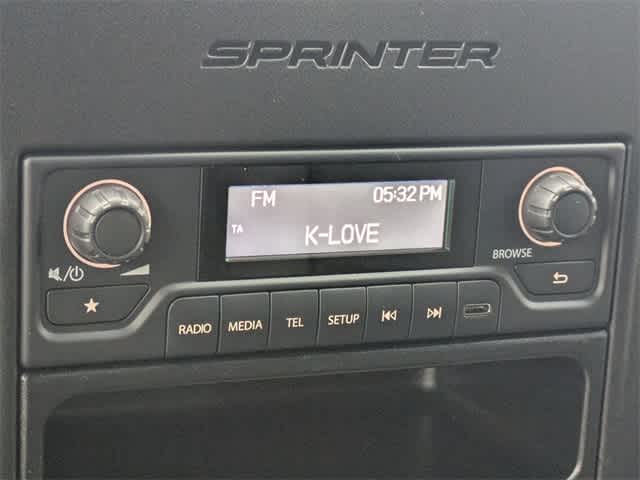 SPRINTER
FM 05:32 PM
TA
K-LOVE
BROWSE
RADIO MEDIA TEL SETUP